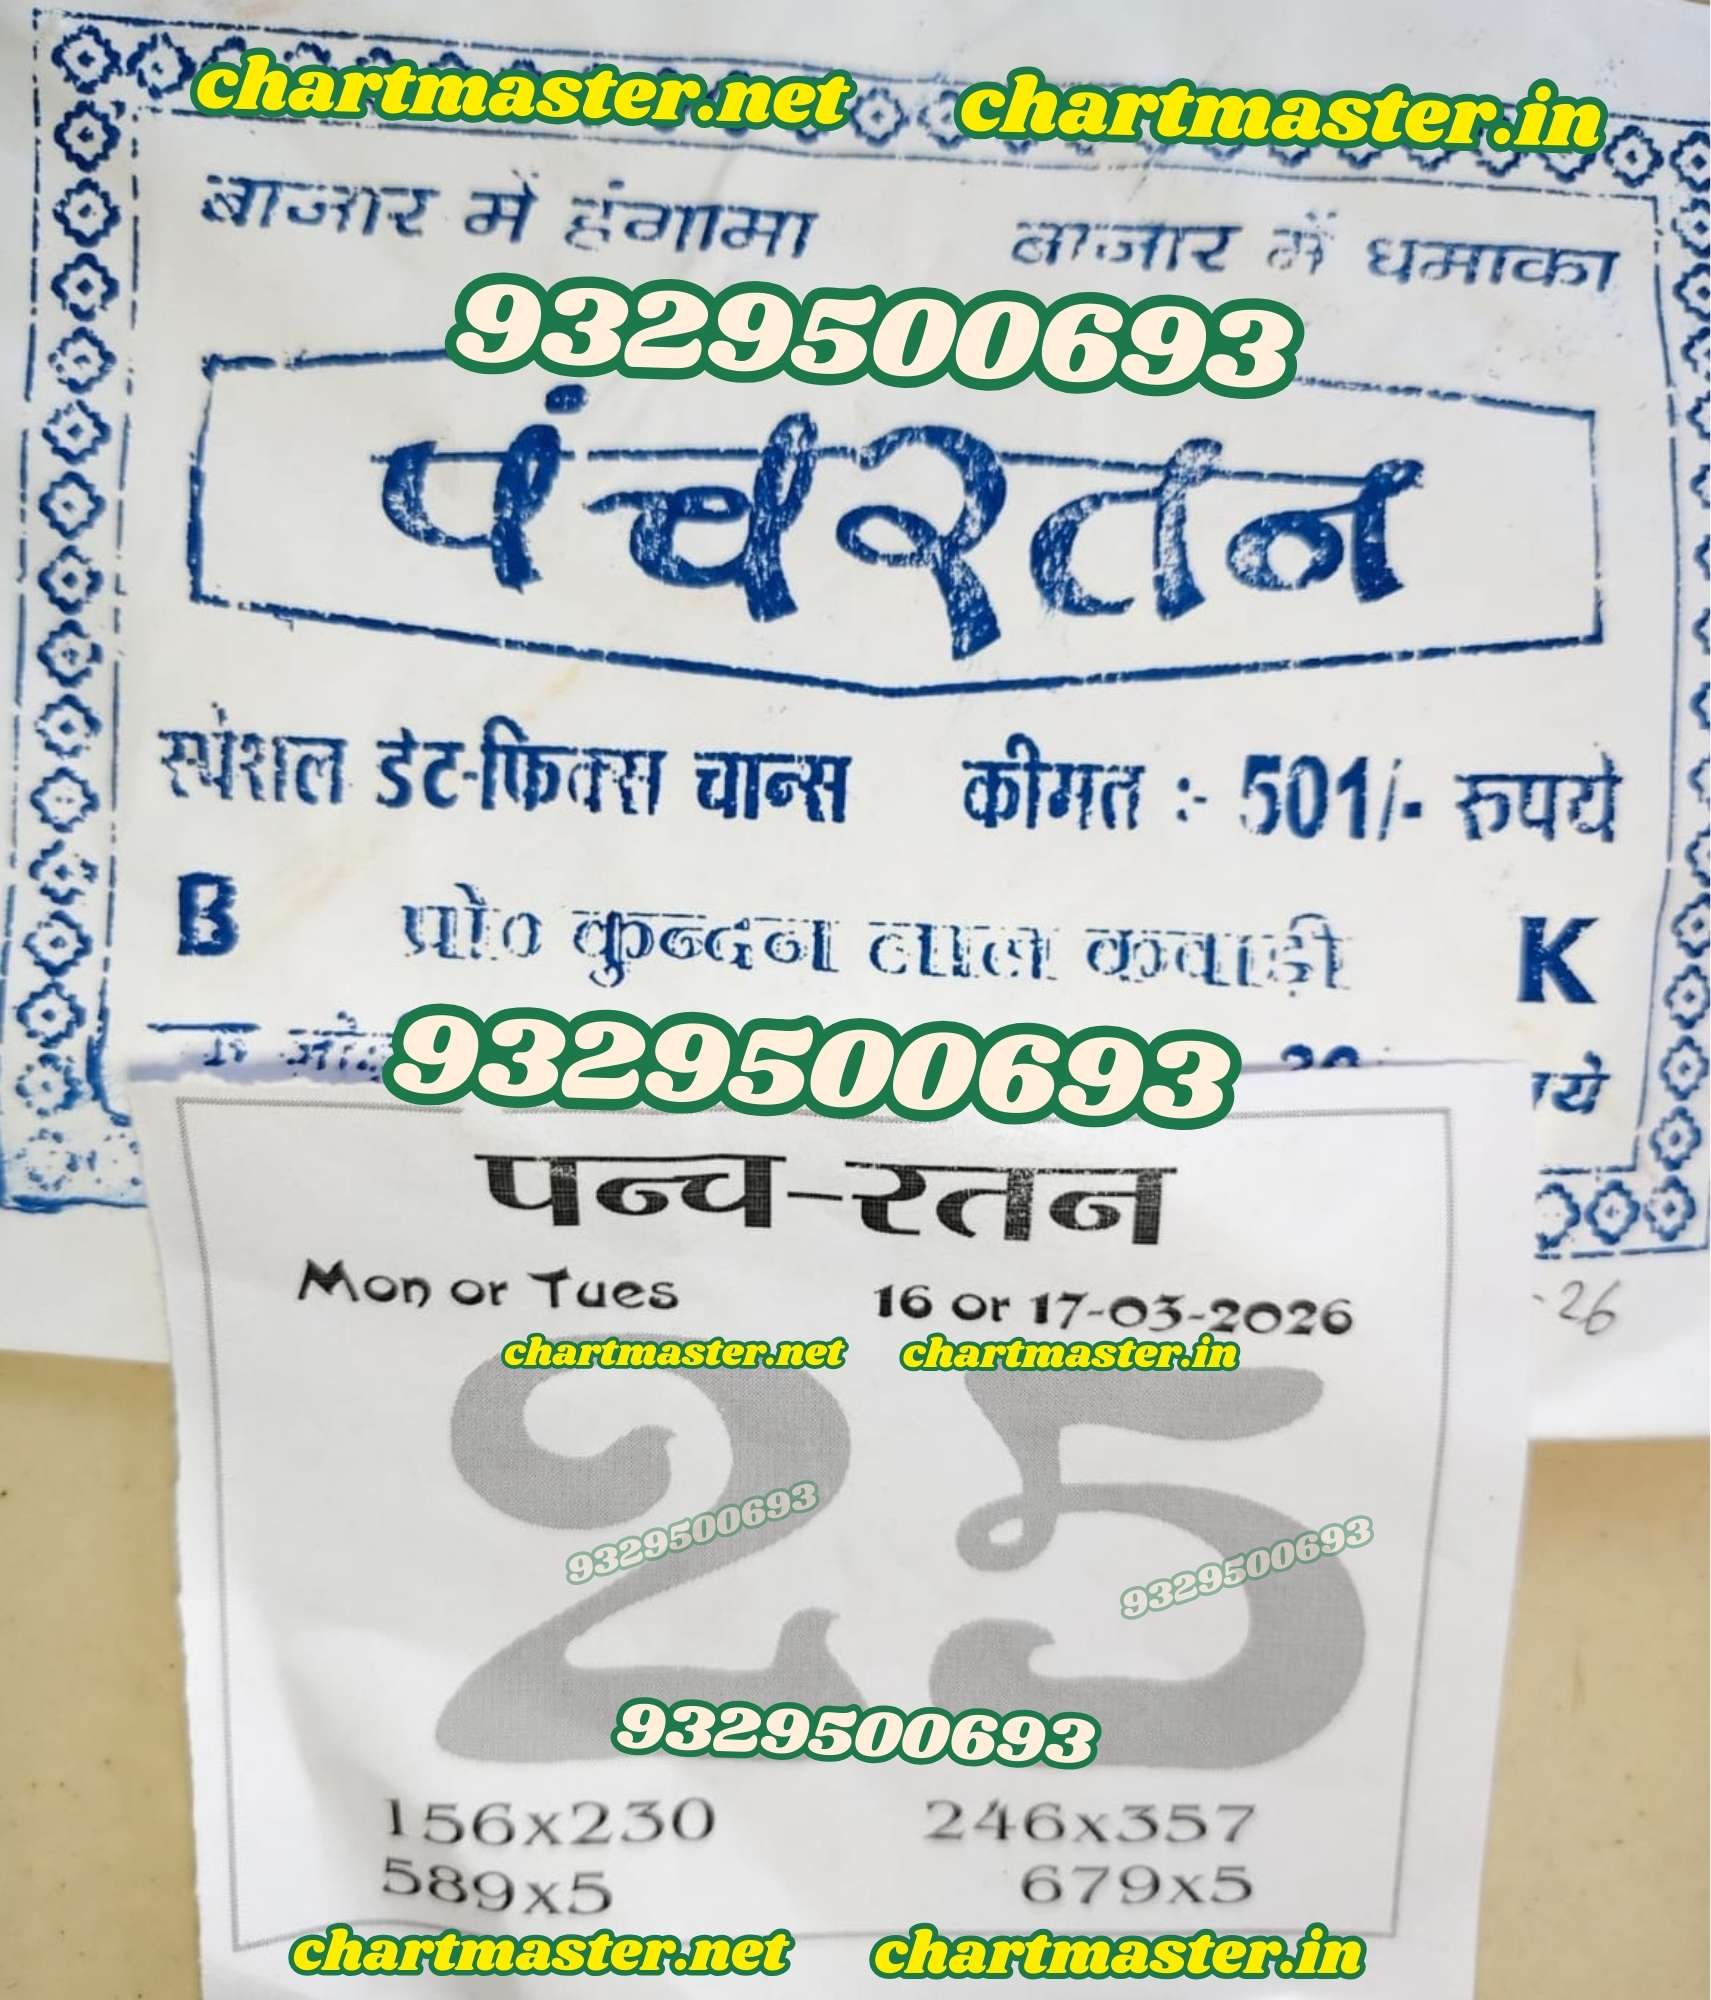 chartmaster.net chartmaster.in
बाजार में हंगामा बाजार में धमाका
9329500693
पंचरतन
स्पेशल डेट-फिक्स चान्स कीमत :- 501/- रुपये
B प्रो० कुन्दन लाल कवाड़ी K
9329500693
पन्च-रतन
Mon or Tues 16 or 17-03-2026
-26
chartmaster.net chartmaster.in
25
9329500693 9329500693
9329500693
156x230 246x357
589x5 679x5
chartmaster.net chartmaster.in